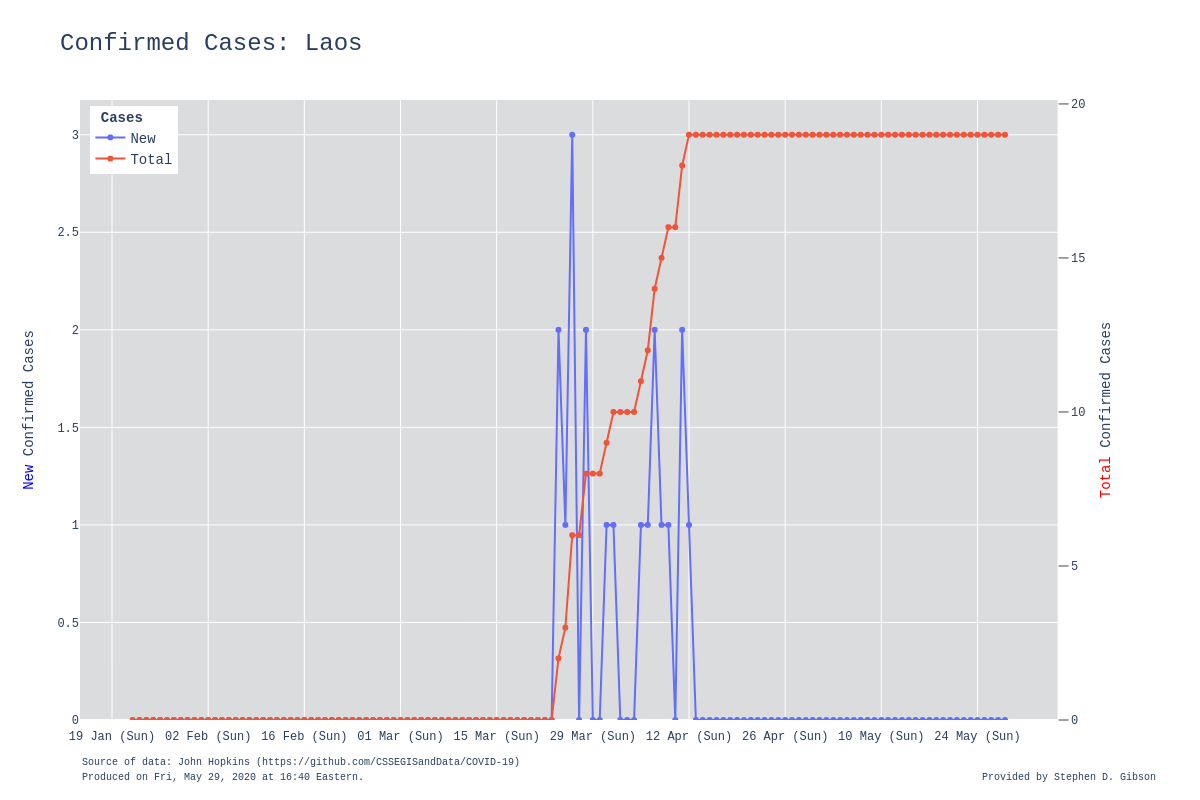 Confirmed Cases: Laos
Cases
New
Total
3
2.5
2
1.5
1
0.5
0
20
15
10
5
0
New Confirmed Cases
Total Confirmed Cases
19 Jan (Sun) 02 Feb (Sun) 16 Feb (Sun) 01 Mar (Sun) 15 Mar (Sun) 29 Mar (Sun) 12 Apr (Sun) 26 Apr (Sun) 10 May (Sun) 24 May (Sun)
Source of data: John Hopkins (https://github.com/CSSEGISandData/COVID-19)
Produced on Fri, May 29, 2020 at 16:40 Eastern.
Provided by Stephen D. Gibson